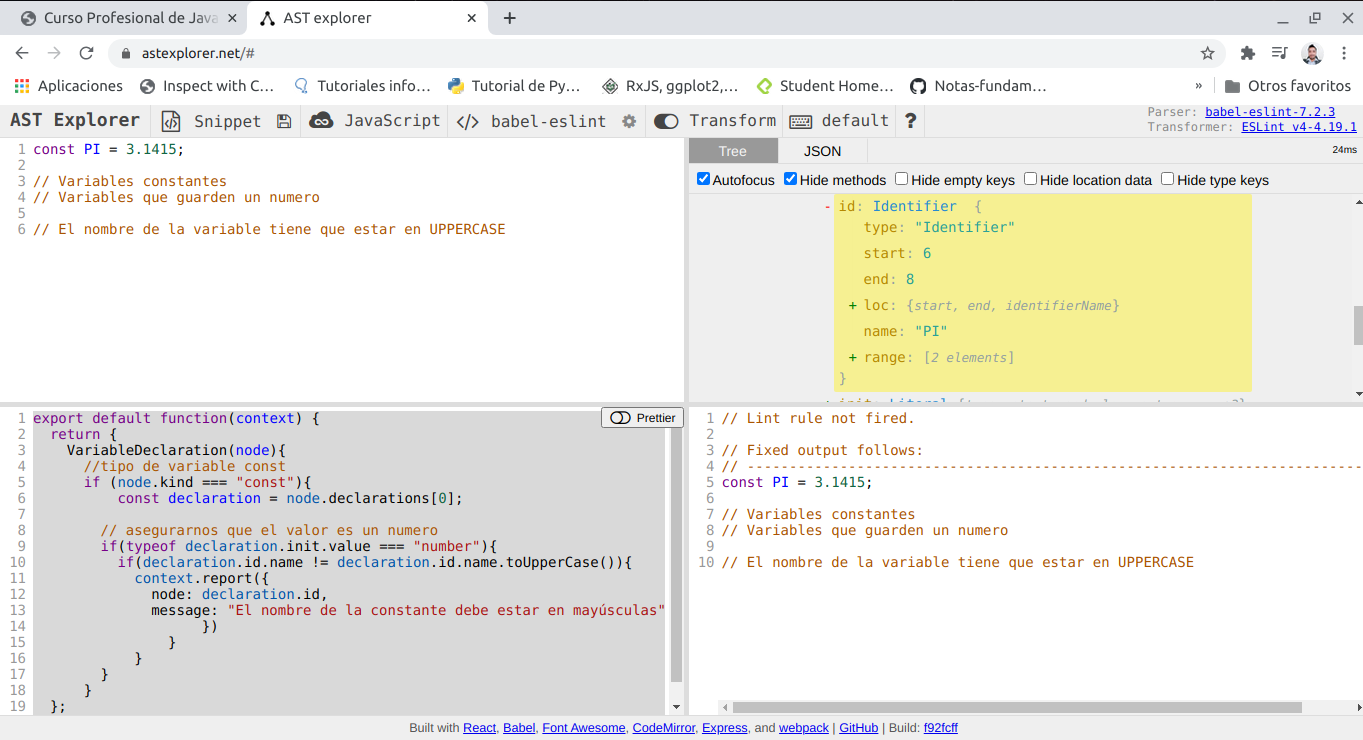 Curso Profesional de Java
AST explorer
astexplorer.net/#
Aplicaciones
Inspect with C...
Tutoriales info...
Tutorial de Py...
RxJS, ggplot2,...
Student Home...
Notas-fundam...
»
Otros favoritos
AST Explorer
Snippet
JavaScript
</> babel-eslint
Transform
default
?
Parser: babel-eslint-7.2.3
Transformer: ESLint v4-4.19.1
1 const PI = 3.1415;
2
3 // Variables constantes
4 // Variables que guarden un numero
5
6 // El nombre de la variable tiene que estar en UPPERCASE
Tree
JSON
24ms
Autofocus
Hide methods
Hide empty keys
Hide location data
Hide type keys
- id: Identifier {
type: "Identifier"
start: 6
end: 8
+ loc: {start, end, identifierName}
name: "PI"
+ range: [2 elements]
}
1 export default function(context) {
2 return {
3 VariableDeclaration(node){
4 //tipo de variable const
5 if (node.kind === "const"){
6 const declaration = node.declarations[0];
7
8 // asegurarnos que el valor es un numero
9 if(typeof declaration.init.value === "number"){
10 if(declaration.id.name != declaration.id.name.toUpperCase()){
11 context.report({
12 node: declaration.id,
13 message: "El nombre de la constante debe estar en mayúsculas"
14 })
15 }
16 }
17 }
18 }
19 };
Prettier
1 // Lint rule not fired.
2
3 // Fixed output follows:
4 // --------------------------------------------------------------------------
5 const PI = 3.1415;
6
7 // Variables constantes
8 // Variables que guarden un numero
9
10 // El nombre de la variable tiene que estar en UPPERCASE
Built with React, Babel, Font Awesome, CodeMirror, Express, and webpack | GitHub | Build: f92fcff